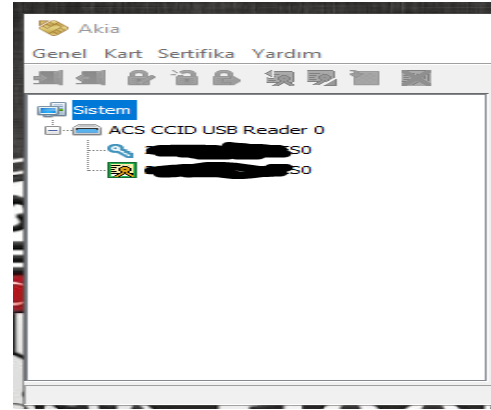 Akia
Genel Kart Sertifika Yardım
Sistem
ACS CCID USB Reader 0
S0
S0